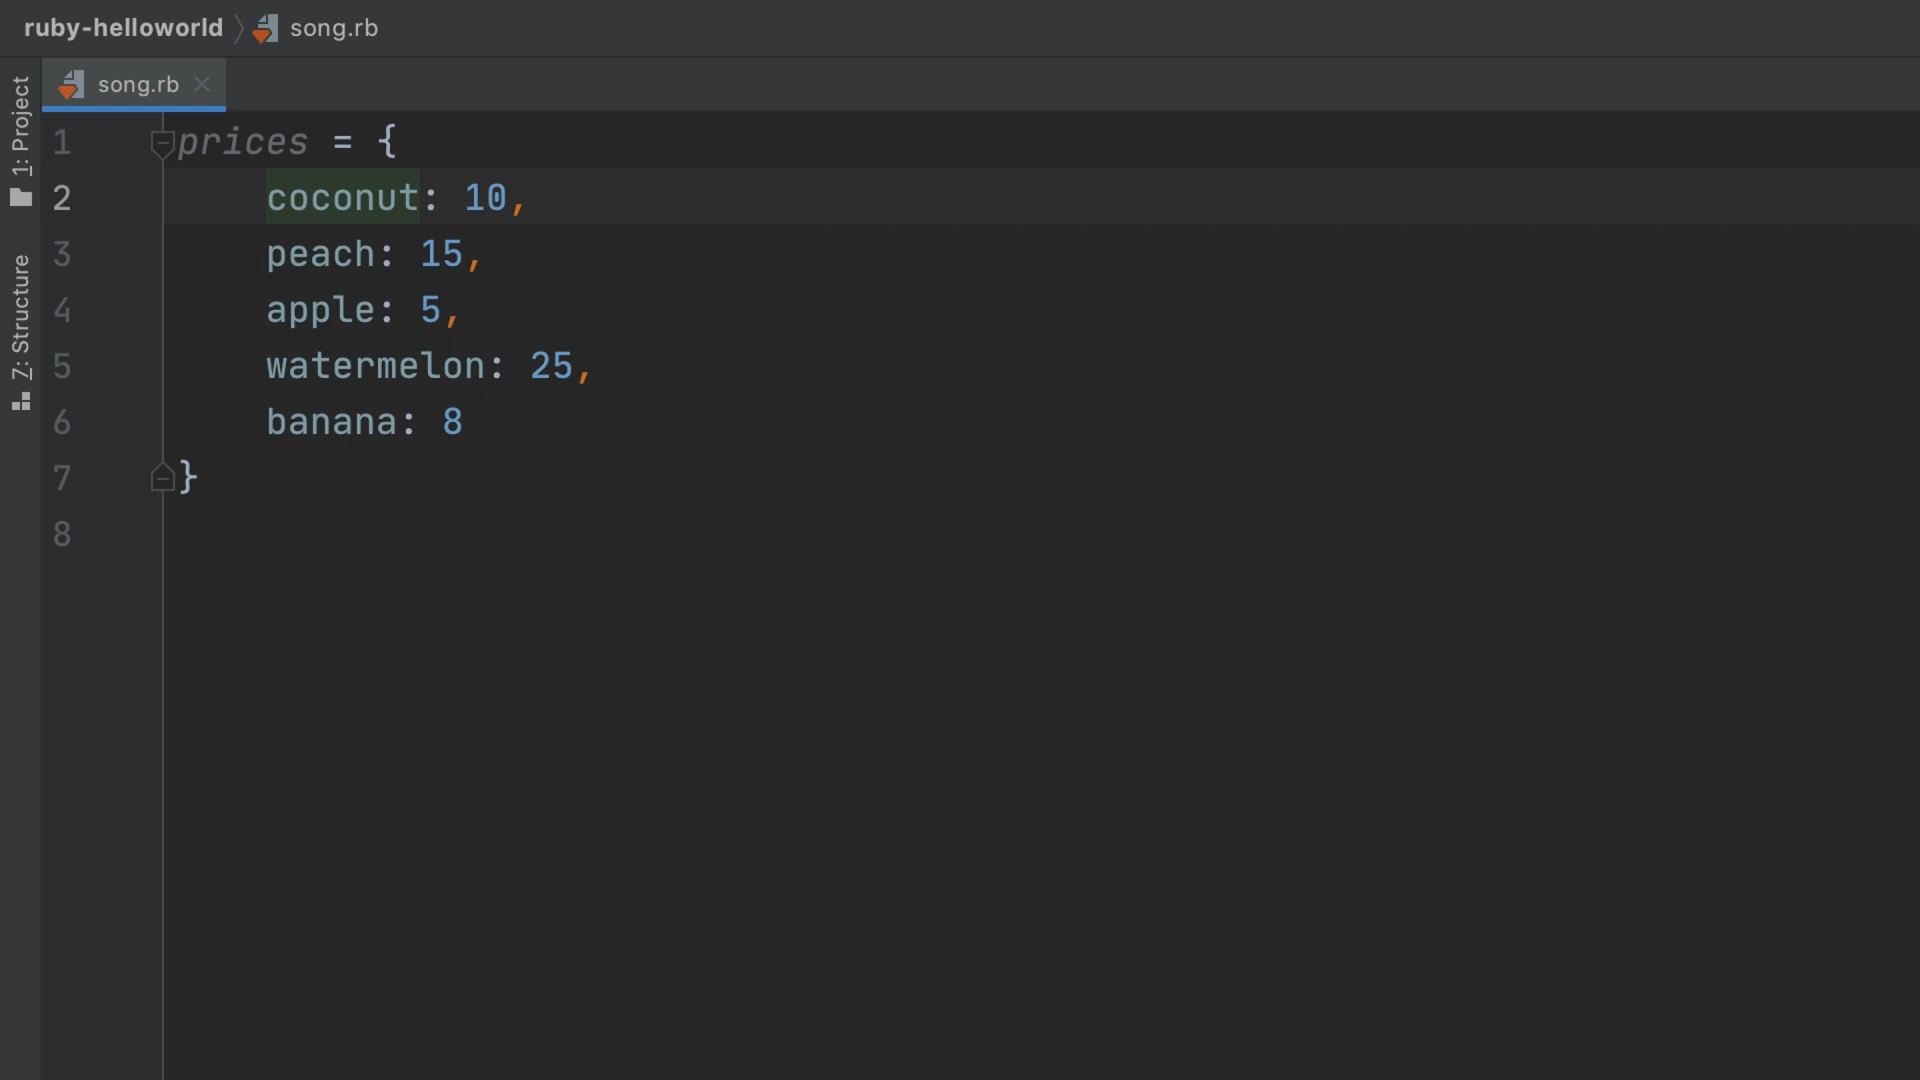 ruby-helloworld song.rb
song.rb
1: Project
7: Structure
1 prices = {
2 coconut: 10,
3 peach: 15,
4 apple: 5,
5 watermelon: 25,
6 banana: 8
7 }
8